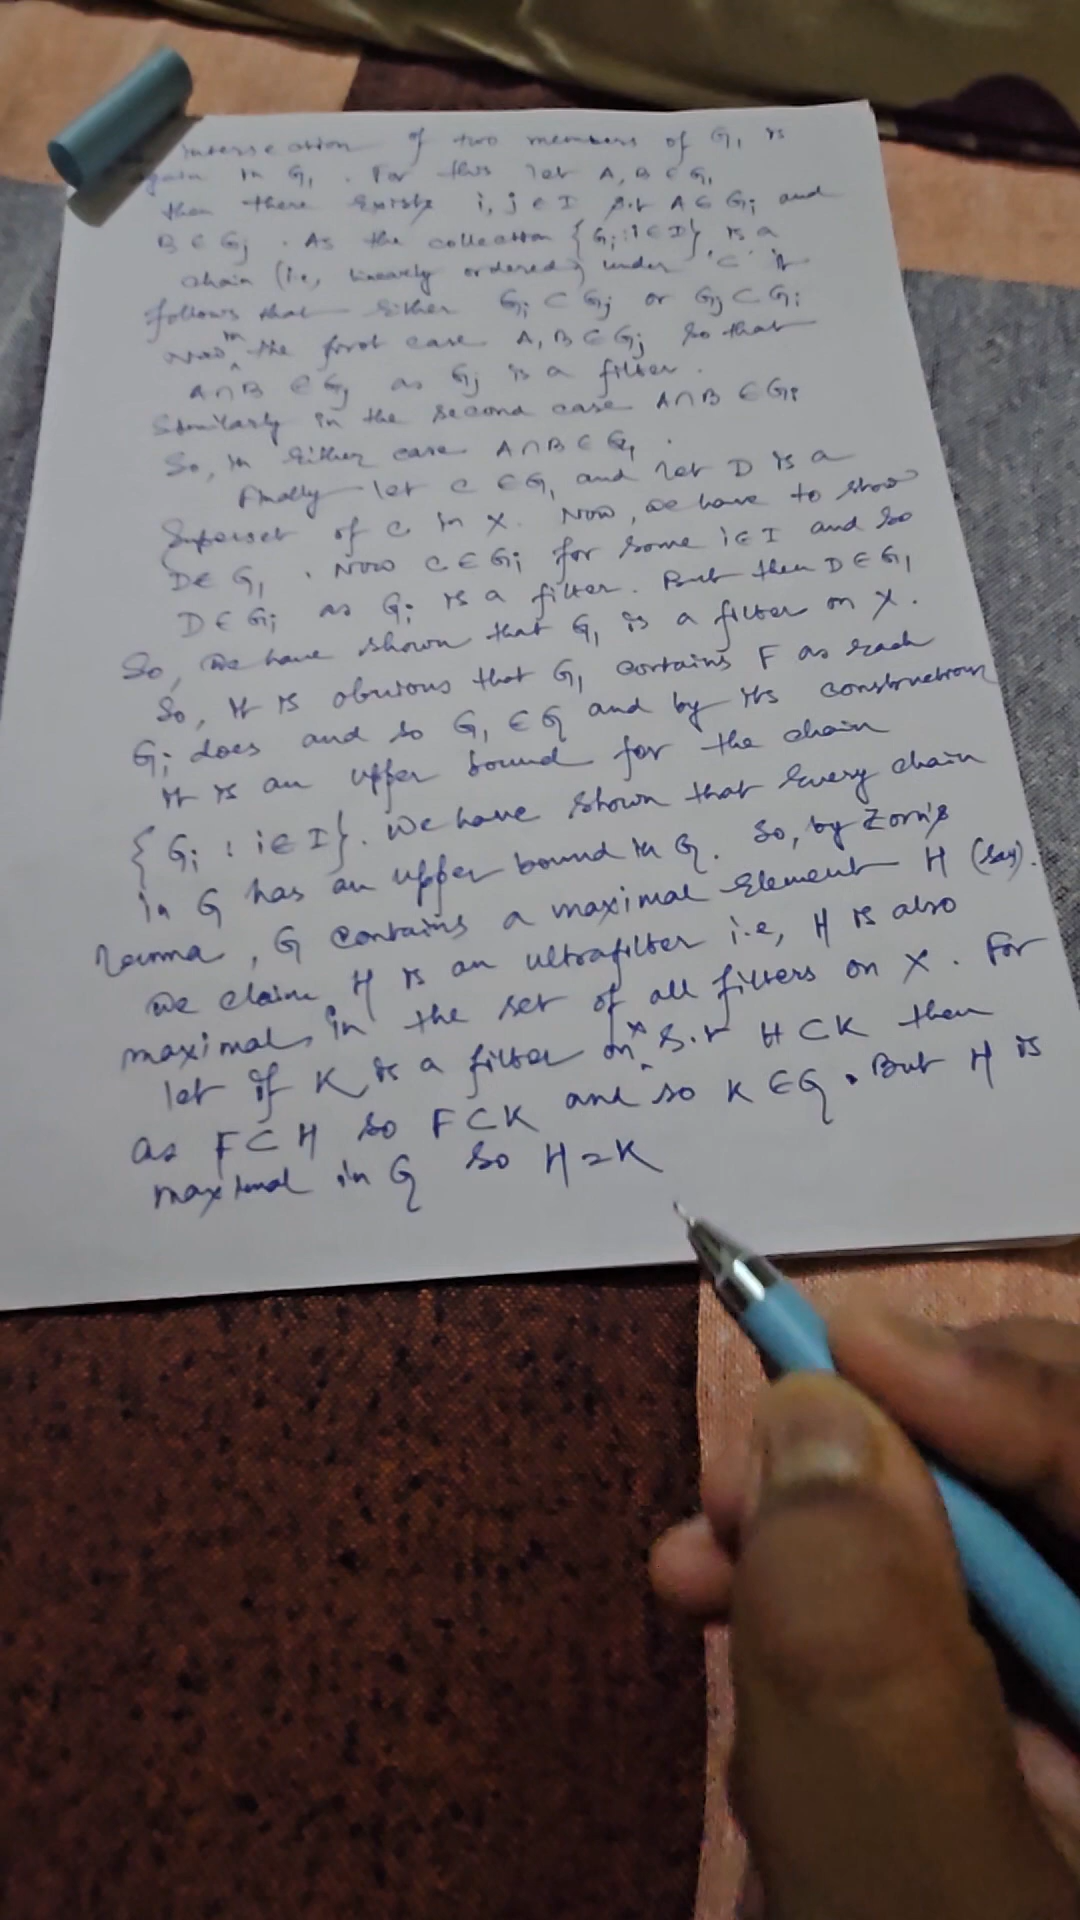 intersection of two members of G₁ is
again in G₁. For this let A, B ∈ G₁
then there exists i, j ∈ I s.t A ∈ Gᵢ and
B ∈ Gⱼ. As the collection {Gᵢ : i ∈ I} is a
chain (i.e, linearly ordered) under '⊂' it
follows that either Gᵢ ⊂ Gⱼ or Gⱼ ⊂ Gᵢ
Now in the first case A, B ∈ Gⱼ so that
A ∩ B ∈ Gⱼ as Gⱼ is a filter.
Similarly in the second case A ∩ B ∈ Gᵢ
So, in either case A ∩ B ∈ G₁.
Finally let C ∈ G₁ and let D is a
Superset of C in X. Now, we have to show
D ∈ G₁. Now C ∈ Gᵢ for some i ∈ I and so
D ∈ Gᵢ as Gᵢ is a filter. But then D ∈ G₁
So, we have shown that G₁ is a filter on X.
So, it is obvious that G₁ contains F as each
Gᵢ does and so G₁ ∈ G and by its construction
it is an upper bound for the chain
{Gᵢ : i ∈ I}. We have shown that every chain
in G has an upper bound in G. So, by Zorn's
lemma, G contains a maximal element H (say).
We claim H is an ultrafilter i.e, H is also
maximal in the set of all filters on X. For
let if K is a filter on X s.t H ⊂ K then
as F ⊂ H so F ⊂ K and so K ∈ G. But H is
maximal in G so H = K